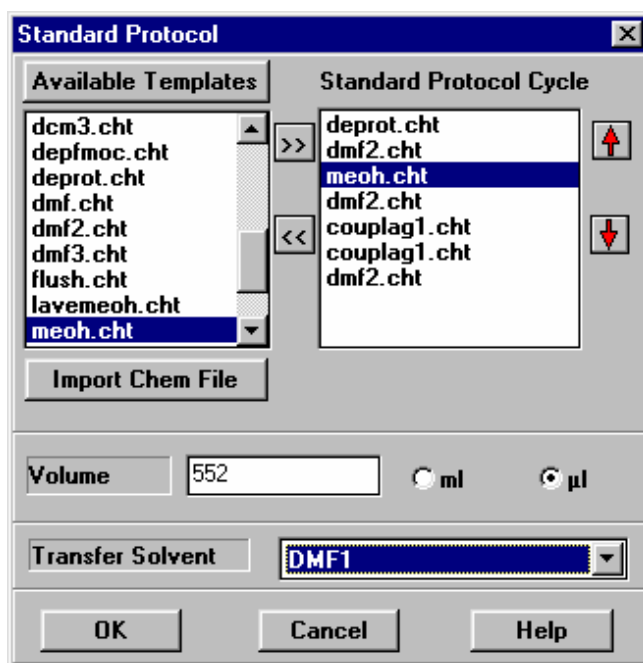 Standard Protocol
Available Templates
Standard Protocol Cycle
dcm3.cht
depfmoc.cht
deprot.cht
dmf.cht
dmf2.cht
dmf3.cht
flush.cht
lavemeoh.cht
meoh.cht
>>
<<
deprot.cht
dmf2.cht
meoh.cht
dmf2.cht
couplag1.cht
couplag1.cht
dmf2.cht
Import Chem File
Volume 552 ml µl
Transfer Solvent DMF1
OK Cancel Help